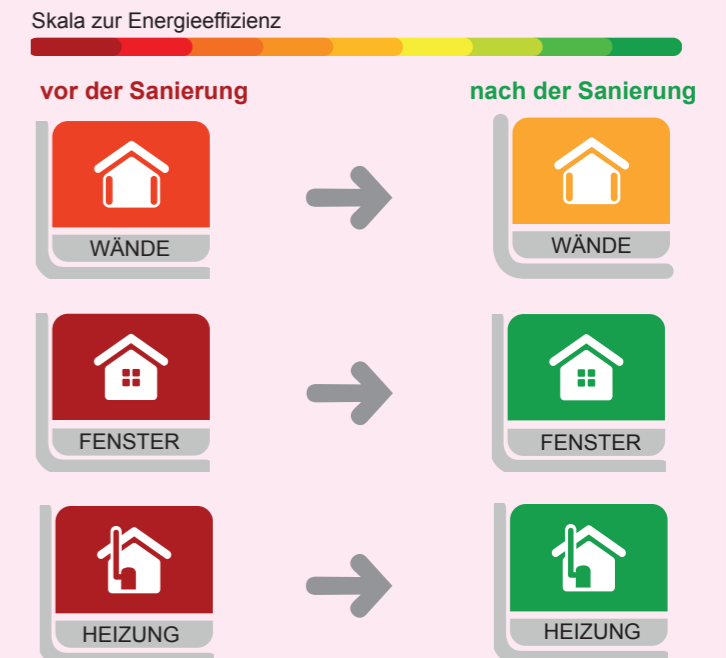 Skala zur Energieeffizienz
vor der Sanierung
nach der Sanierung
WÄNDE
WÄNDE
FENSTER
FENSTER
HEIZUNG
HEIZUNG